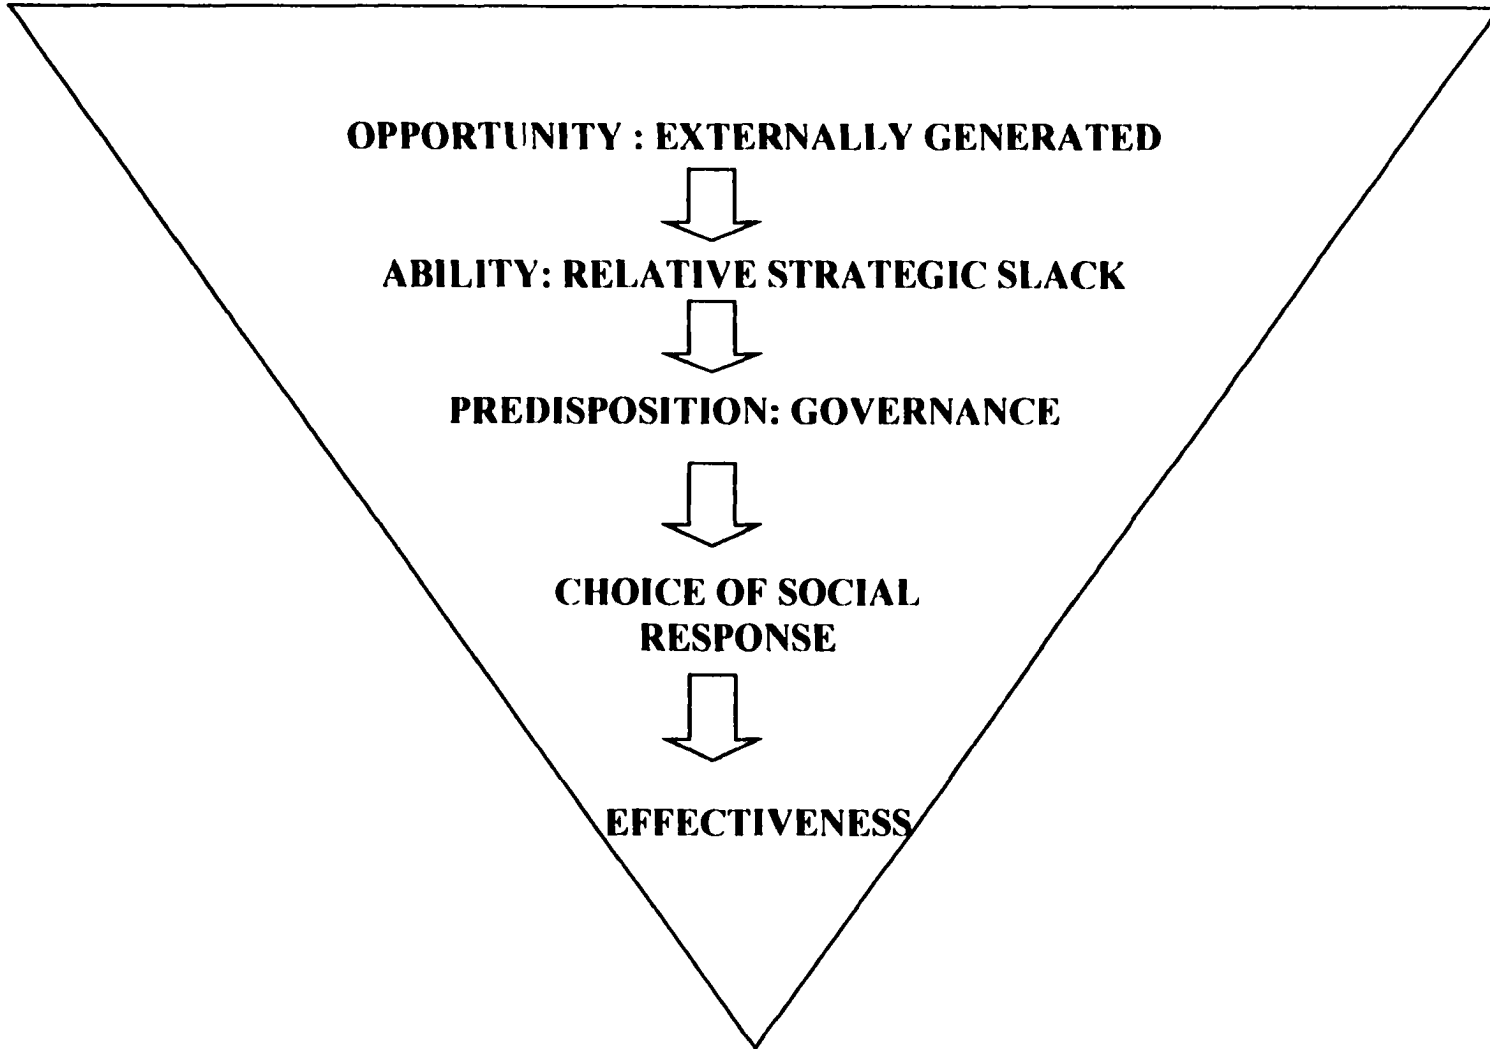 OPPORTUNITY : EXTERNALLY GENERATED
ABILITY: RELATIVE STRATEGIC SLACK
PREDISPOSITION: GOVERNANCE
CHOICE OF SOCIAL
RESPONSE
EFFECTIVENESS